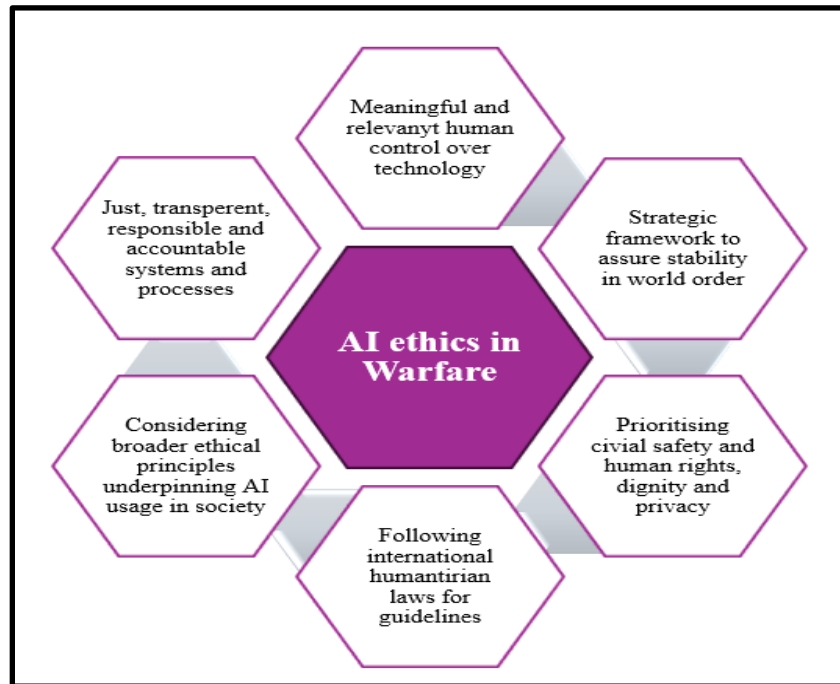 Meaningful and
relevanyt human
control over
technology
Strategic
framework to
assure stability
in world order
Prioritising
civial safety and
human rights,
dignity and
privacy
Following
international
humantirian
laws for
guidelines
Considering
broader ethical
principles
underpinning AI
usage in society
Just, transperent,
responsible and
accountable
systems and
processes
AI ethics in
Warfare